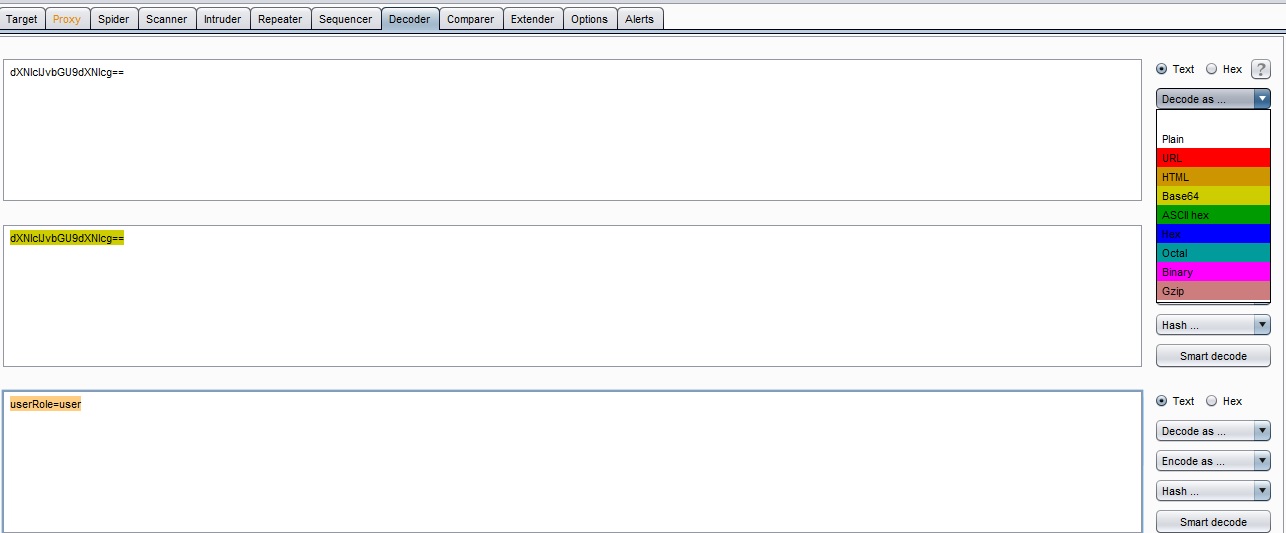 Target Proxy Spider Scanner Intruder Repeater Sequencer Decoder Comparer Extender Options Alerts
dXNlclJvbGU9dXNlcg==
Text Hex ?
Decode as ...
Plain
URL
HTML
Base64
ASCII hex
Hex
Octal
Binary
Gzip
dXNlclJvbGU9dXNlcg==
Hash ...
Smart decode
userRole=user
Text Hex
Decode as ...
Encode as ...
Hash ...
Smart decode